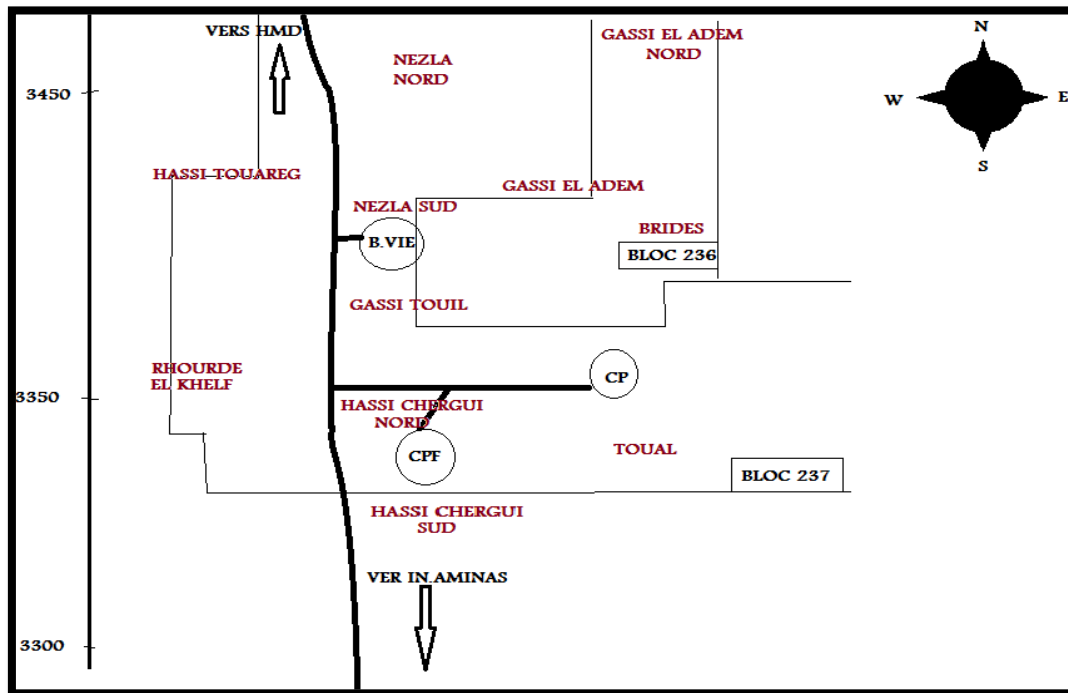 VERS HMD
GASSI EL ADEM
NORD
N
NEZLA
NORD
3450
W
E
S
HASSI TOUAREG
GASSI EL ADEM
NEZLA SUD
BRIDES
B.VIE
BLOC 236
GASSI TOUIL
RHOURDE
EL KHELF
CP
3350
HASSI CHERGUI
NORD
TOUAL
CPF
BLOC 237
HASSI CHERGUI
SUD
VER IN.AMINAS
3300